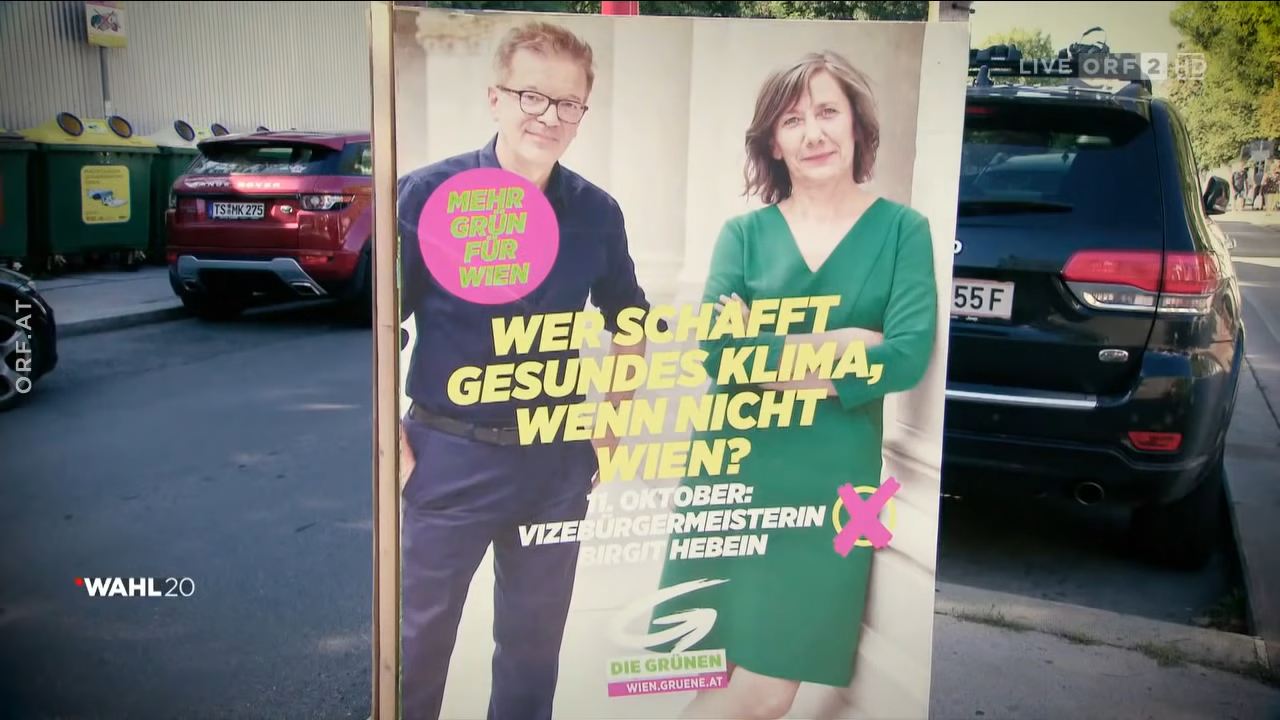 LIVE ORF 2 HD
ORF.AT
TS MK 275
55 F
MEHR
GRÜN
FÜR
WIEN
WER SCHAFFT
GESUNDES KLIMA,
WENN NICHT
WIEN?
11. OKTOBER:
VIZEBÜRGERMEISTERIN
BIRGIT HEBEIN
DIE GRÜNEN
WIEN.GRUENE.AT
WAHL 20